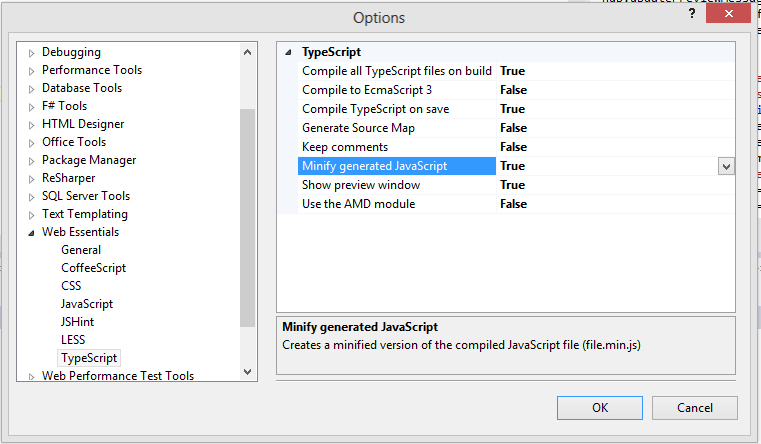 Options
?
Debugging
Performance Tools
Database Tools
F# Tools
HTML Designer
Office Tools
Package Manager
ReSharper
SQL Server Tools
Text Templating
Web Essentials
General
CoffeeScript
CSS
JavaScript
JSHint
LESS
TypeScript
Web Performance Test Tools
TypeScript
Compile all TypeScript files on build True
Compile to EcmaScript 3 False
Compile TypeScript on save True
Generate Source Map False
Keep comments False
Minify generated JavaScript True
Show preview window True
Use the AMD module False
Minify generated JavaScript
Creates a minified version of the compiled JavaScript file (file.min.js)
OK Cancel